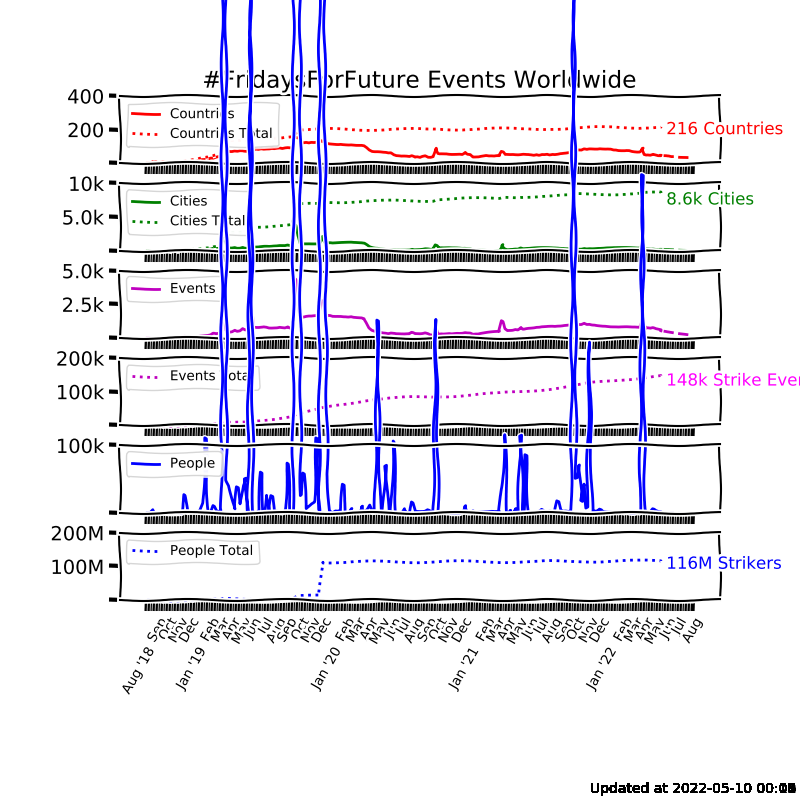 #FridaysForFuture Events Worldwide
400
200
Countries
Countries Total
216 Countries
10k
5.0k
Cities
Cities Total
8.6k Cities
5.0k
2.5k
Events
200k
100k
Events Total
148k Strike Even
100k
People
200M
100M
People Total
116M Strikers
Aug '18 Sep Oct Nov Dec Jan '19 Feb Mar Apr May Jun Jul Aug Sep Oct Nov Dec Jan '20 Feb Mar Apr May Jun Jul Aug Sep Oct Nov Dec Jan '21 Feb Mar Apr May Jun Jul Aug Sep Oct Nov Dec Jan '22 Feb Mar Apr May Jun Jul Aug
Updated at 2022-05-10 00: